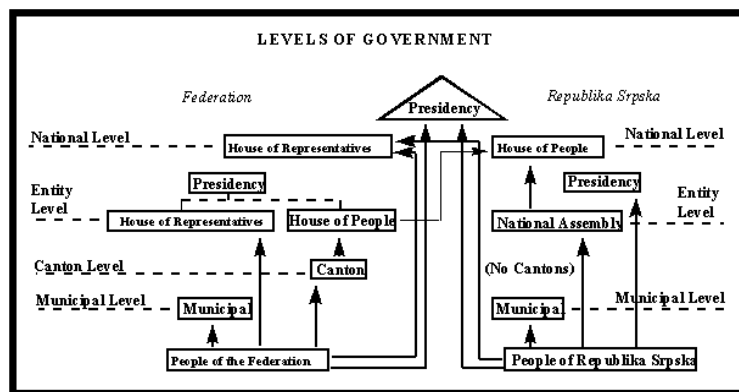 LEVELS OF GOVERNMENT
Federation
Republika Srpska
Presidency
National Level
House of Representatives
House of People
National Level
Entity
Level
Presidency
House of Representatives
House of People
Presidency
National Assembly
Entity
Level
Canton Level
Canton
(No Cantons)
Municipal Level
Municipal
Municipal
Municipal Level
People of the Federation
People of Republika Srpska